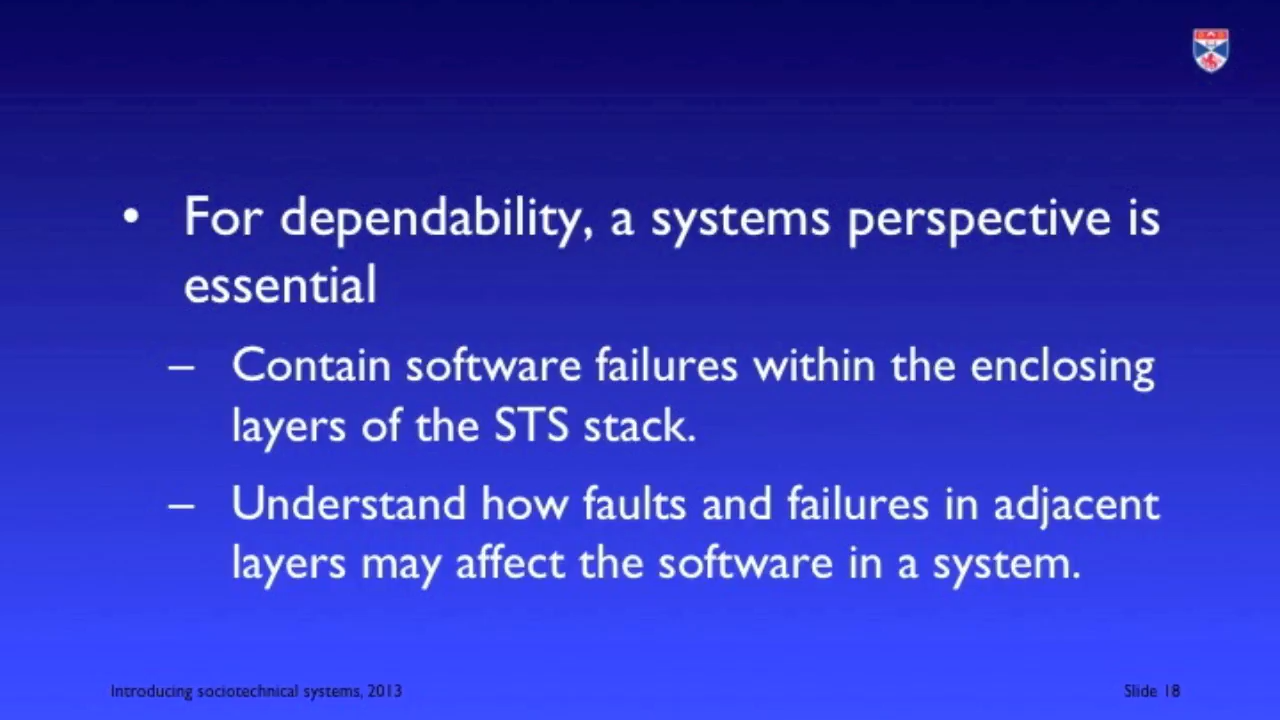 • For dependability, a systems perspective is
essential
– Contain software failures within the enclosing
layers of the STS stack.
– Understand how faults and failures in adjacent
layers may affect the software in a system.
Introducing sociotechnical systems, 2013
Slide 18